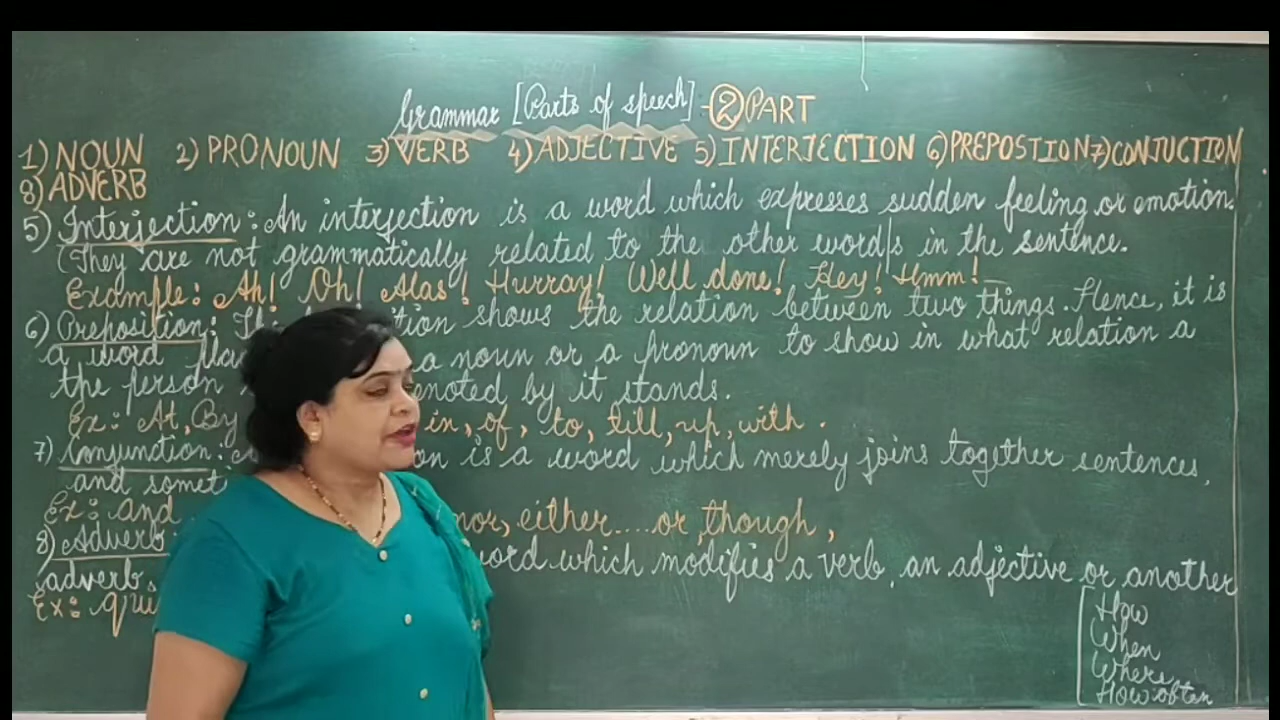 Grammar [Parts of speech] - ② PART
1) NOUN 2) PRONOUN 3) VERB 4) ADJECTIVE 5) INTERJECTION 6) PREPOSTION 7) CONJUCTION
8) ADVERB
5) Interjection : An interjection is a word which expresses sudden feeling or emotion.
(They are not grammatically related to the other words in the sentence.
Example : Ah! Oh! Alas! Hurray! Well done! Hey! Hmm!
6) Preposition : shows the relation between two things. Hence, it is
a word a noun or a pronoun to show in what relation a
the person denoted by it stands.
Ex : At, By in, of, to, till, up, with .
7) Conjunction : is a word which merely joins together sentences,
and
Ex : and nor, either....or, though,
8) Adverb word which modifies a verb, an adjective or another
adverb.
Ex :
[ How
When
Where
How often